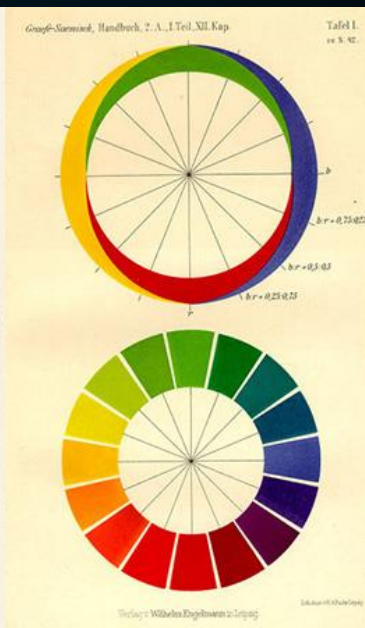 Graefe-Saemisch, Handbuch, 2. A., I. Teil, XII. Kap.
Tafel I.
zu S. 42.
b
b:r = 0,75:0,25
b:r = 0,5:0,5
b:r = 0,25:0,75
r
Verlag v. Wilhelm Engelmann in Leipzig.